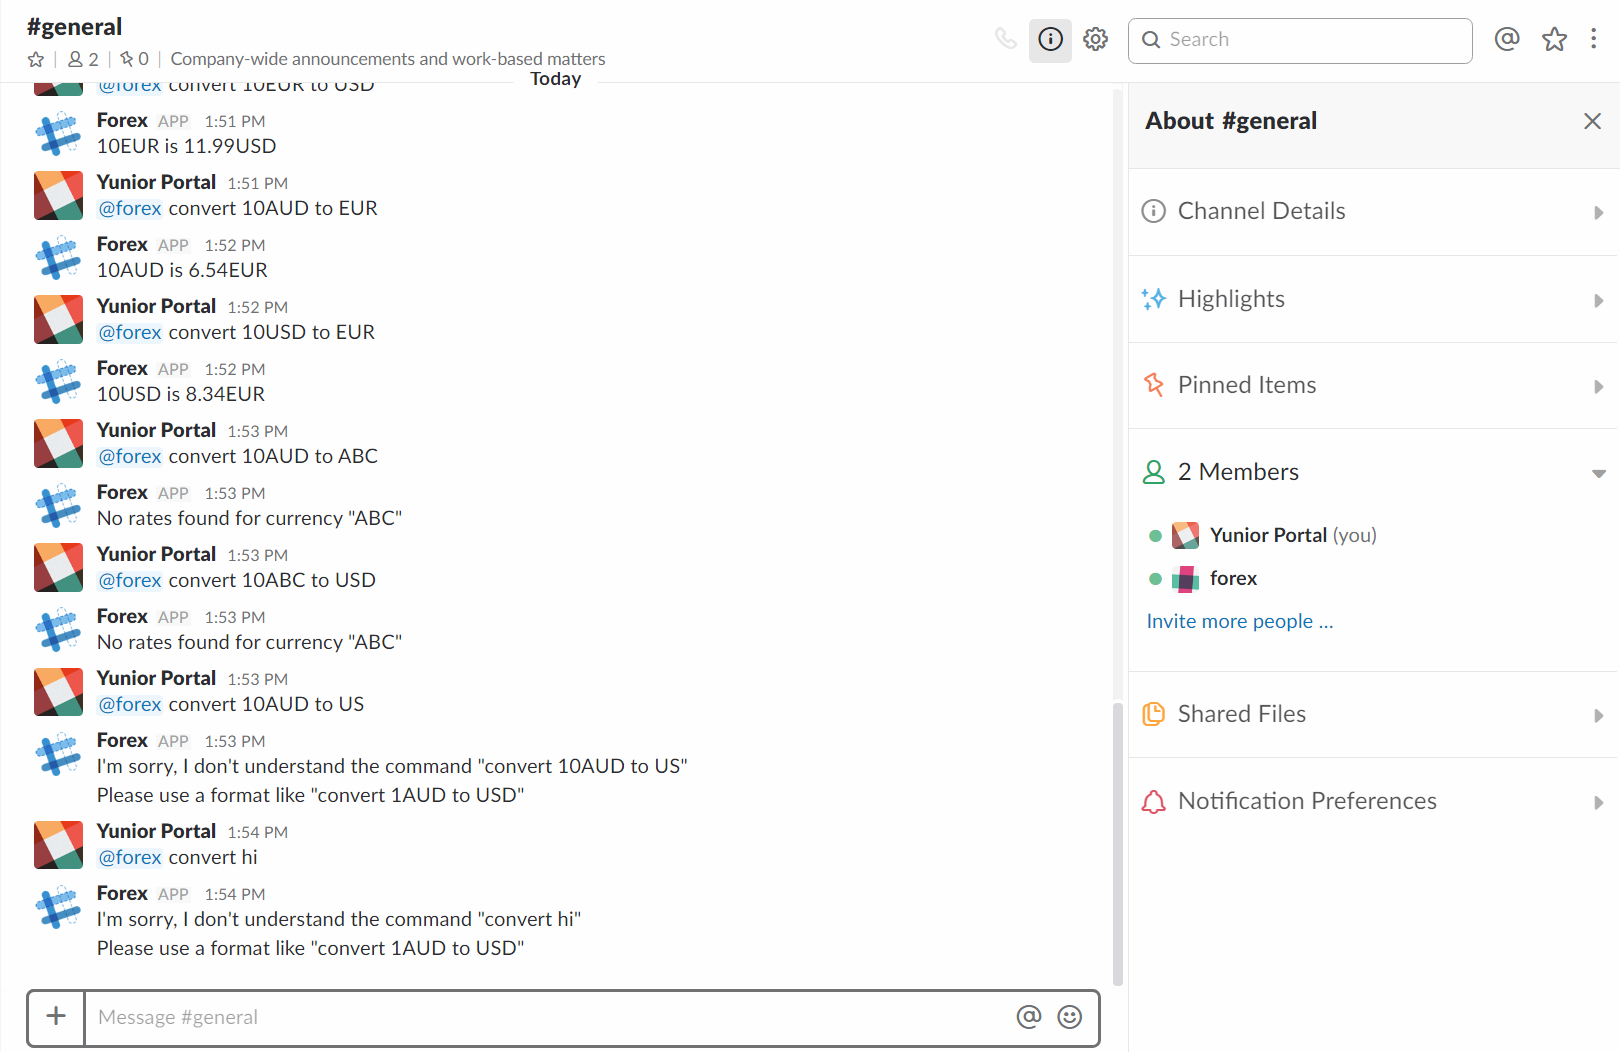 #general
2 0 Company-wide announcements and work-based matters
Search
Today
@forex convert 10EUR to USD
Forex APP 1:51 PM
10EUR is 11.99USD
Yunior Portal 1:51 PM
@forex convert 10AUD to EUR
Forex APP 1:52 PM
10AUD is 6.54EUR
Yunior Portal 1:52 PM
@forex convert 10USD to EUR
Forex APP 1:52 PM
10USD is 8.34EUR
Yunior Portal 1:53 PM
@forex convert 10AUD to ABC
Forex APP 1:53 PM
No rates found for currency "ABC"
Yunior Portal 1:53 PM
@forex convert 10ABC to USD
Forex APP 1:53 PM
No rates found for currency "ABC"
Yunior Portal 1:53 PM
@forex convert 10AUD to US
Forex APP 1:53 PM
I'm sorry, I don't understand the command "convert 10AUD to US"
Please use a format like "convert 1AUD to USD"
Yunior Portal 1:54 PM
@forex convert hi
Forex APP 1:54 PM
I'm sorry, I don't understand the command "convert hi"
Please use a format like "convert 1AUD to USD"
Message #general
About #general
Channel Details
Highlights
Pinned Items
2 Members
Yunior Portal (you)
forex
Invite more people ...
Shared Files
Notification Preferences